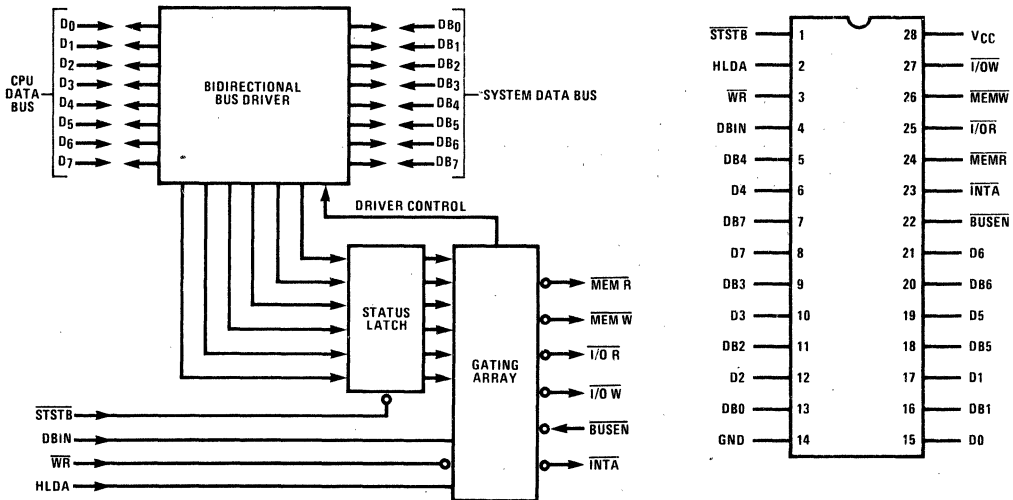 D0
D1
D2
D3
D4
D5
D6
D7
CPU
DATA
BUS
BIDIRECTIONAL
BUS DRIVER
DB0
DB1
DB2
DB3
DB4
DB5
DB6
DB7
SYSTEM DATA BUS
DRIVER CONTROL
STATUS
LATCH
GATING
ARRAY
MEM R
MEM W
I/O R
I/O W
BUSEN
INTA
STSTB
DBIN
WR
HLDA
STSTB 1 28 VCC
HLDA 2 27 I/OW
WR 3 26 MEMW
DBIN 4 25 I/OR
DB4 5 24 MEMR
D4 6 23 INTA
DB7 7 22 BUSEN
D7 8 21 D6
DB3 9 20 DB6
D3 10 19 D5
DB2 11 18 DB5
D2 12 17 D1
DB0 13 16 DB1
GND 14 15 D0